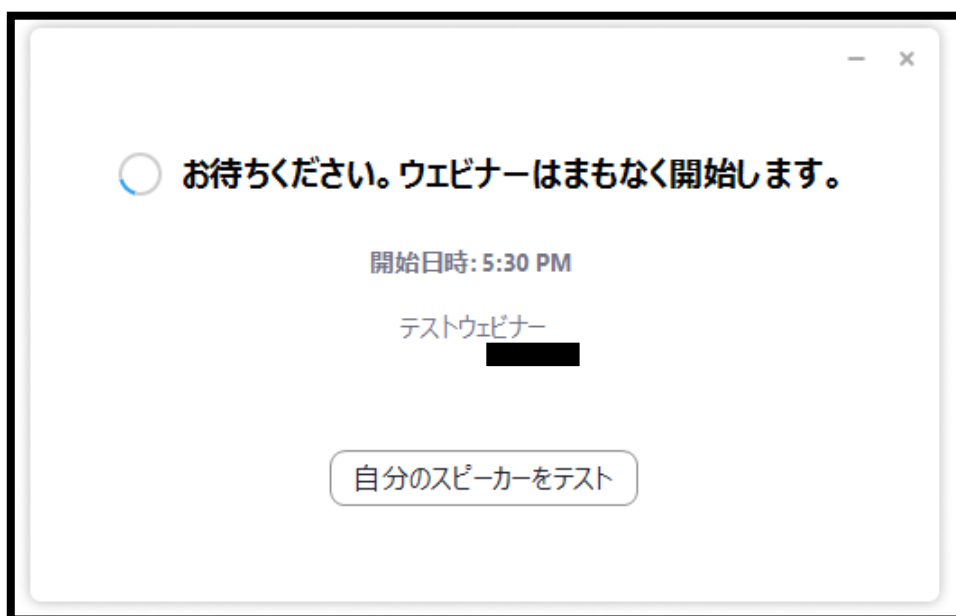 お待ちください。ウェビナーはまもなく開始します。
開始日時: 5:30 PM
テストウェビナー
自分のスピーカーをテスト